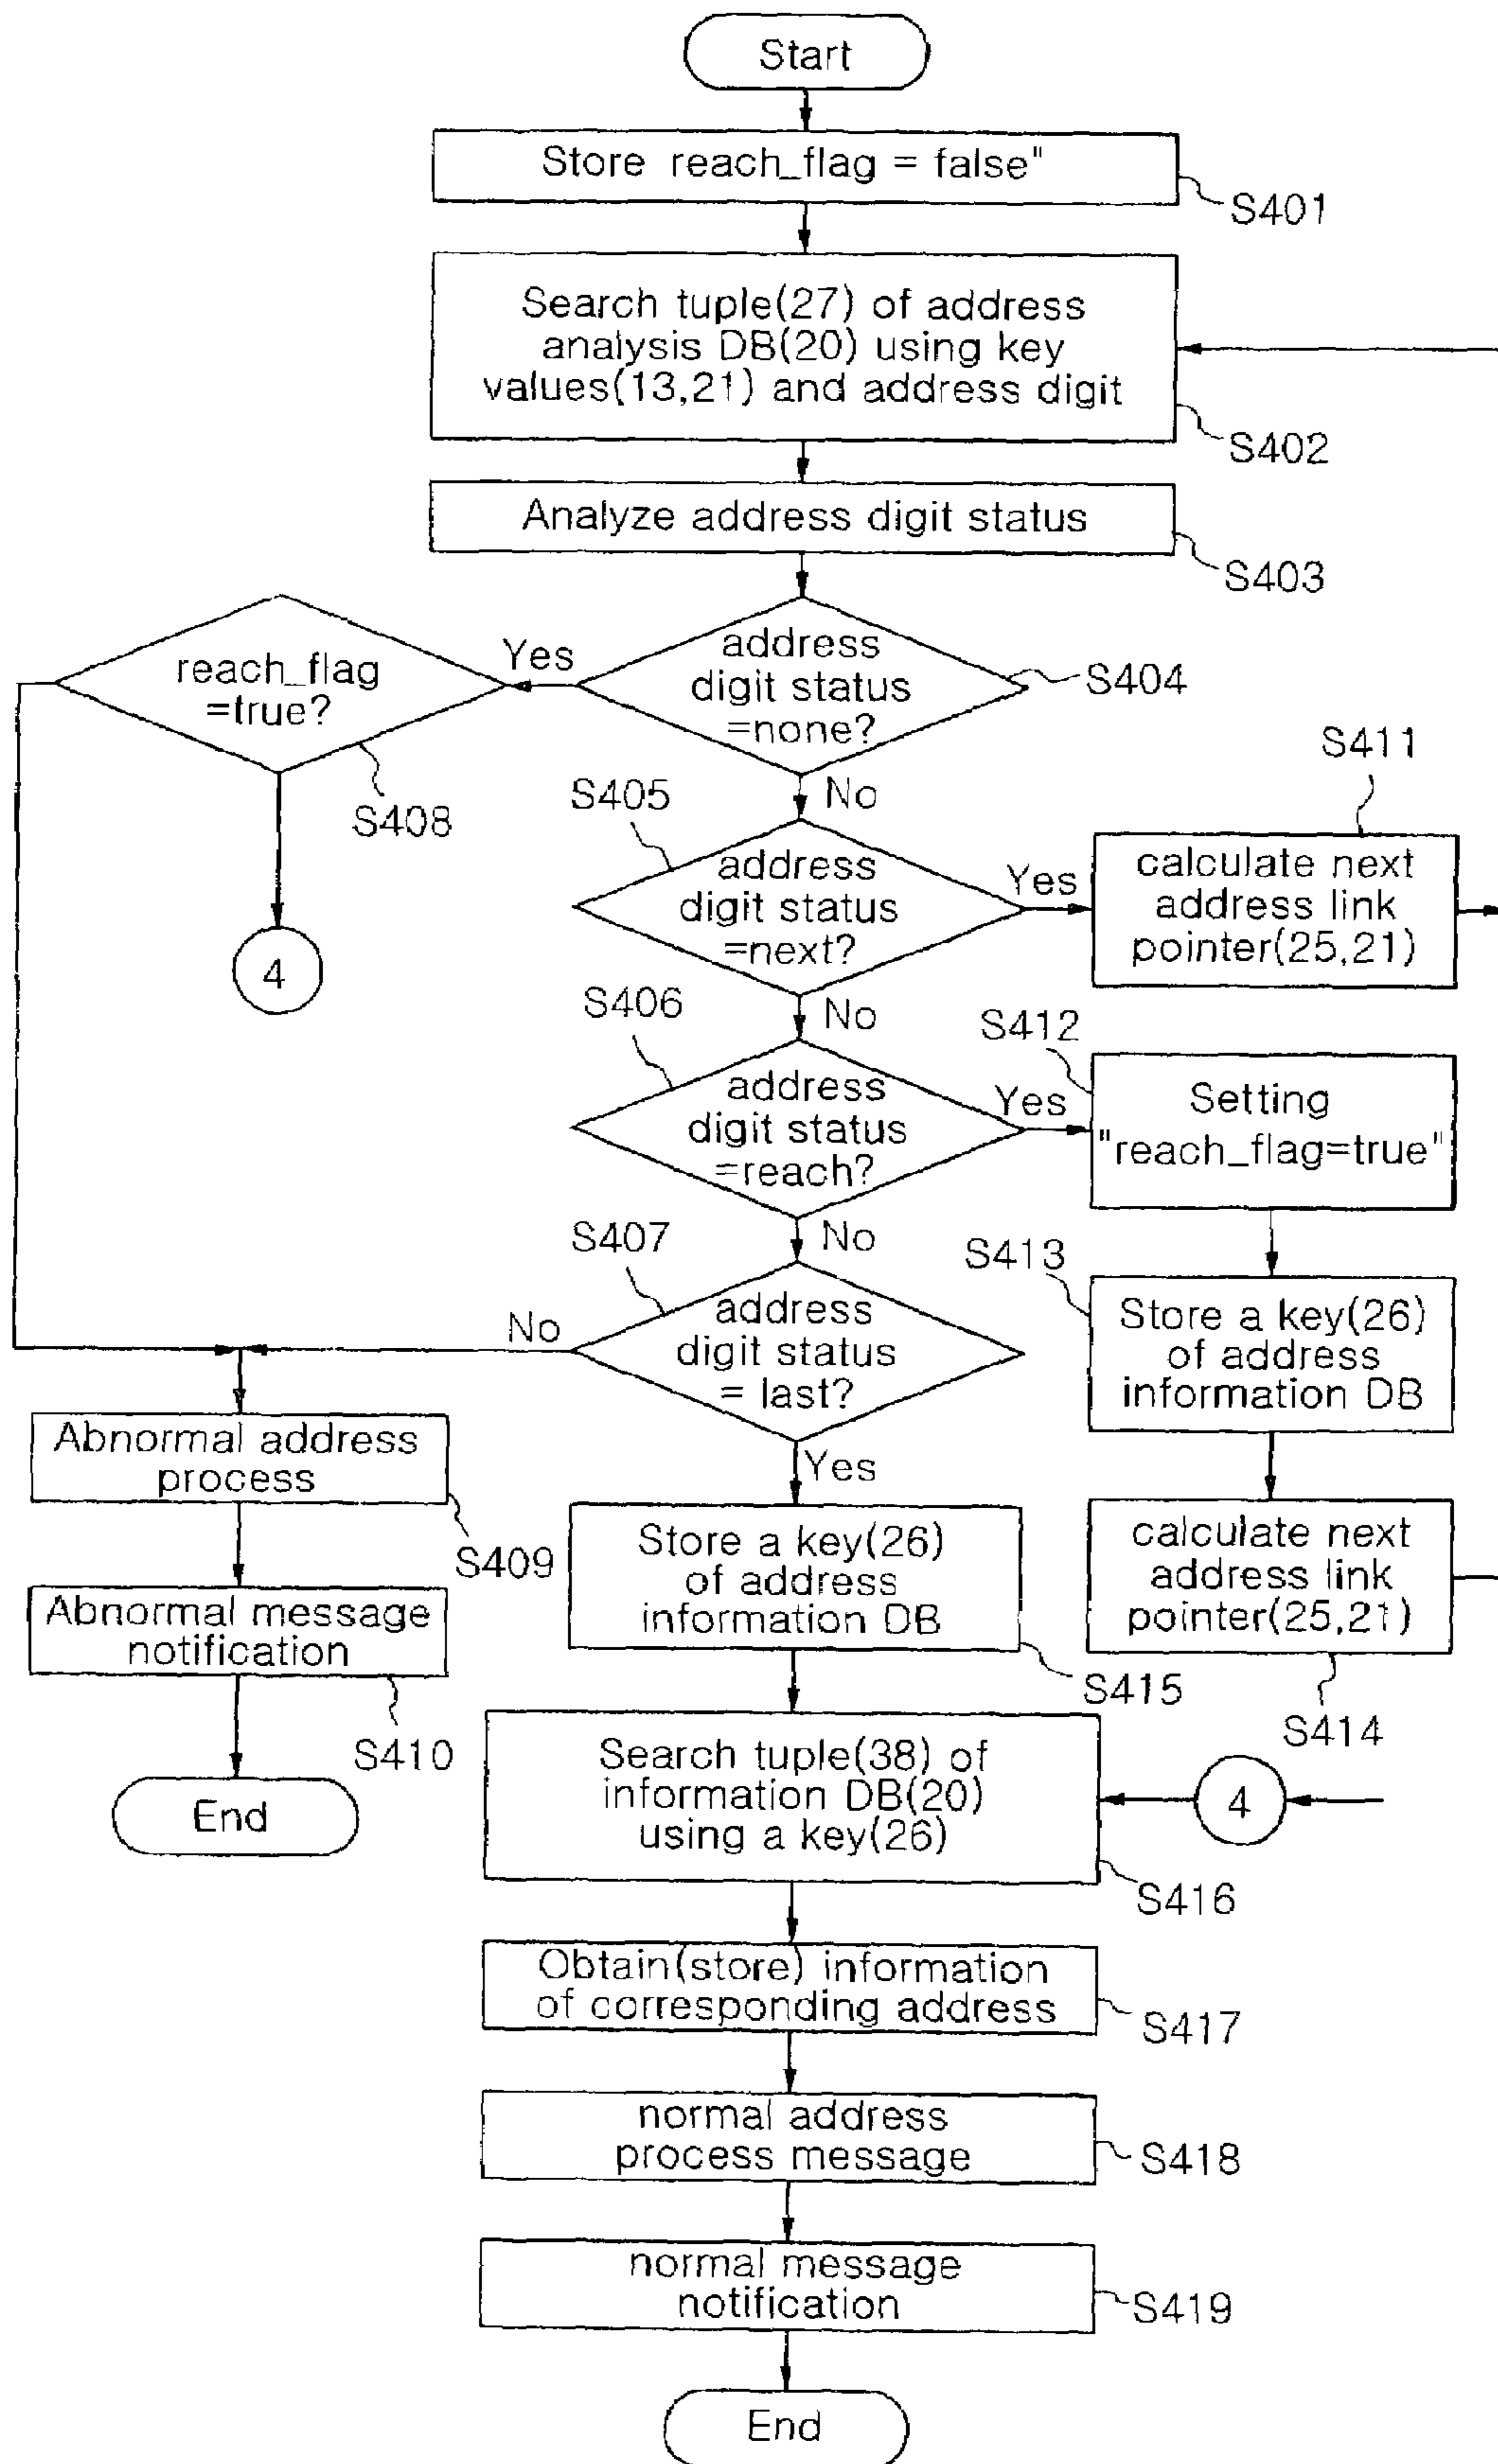 Start
Store reach_flag = false"
S401
Search tuple(27) of address
analysis DB(20) using key
values(13,21) and address digit
S402
Analyze address digit status
S403
reach_flag
=true?
S408
Yes
address
digit status
=none?
S404
No
4
S405
address
digit status
=next?
Yes
S411
calculate next
address link
pointer(25,21)
No
S406
address
digit status
=reach?
Yes
S412
Setting
"reach_flag=true"
No
S407
address
digit status
= last?
No
Yes
S413
Store a key(26)
of address
information DB
Abnormal address
process
S409
Store a key(26)
of address
information DB
S415
calculate next
address link
pointer(25,21)
S414
Abnormal message
notification
S410
End
Search tuple(38) of
information DB(20)
using a key(26)
S416
4
Obtain(store) information
of corresponding address
S417
normal address
process message
S418
normal message
notification
S419
End